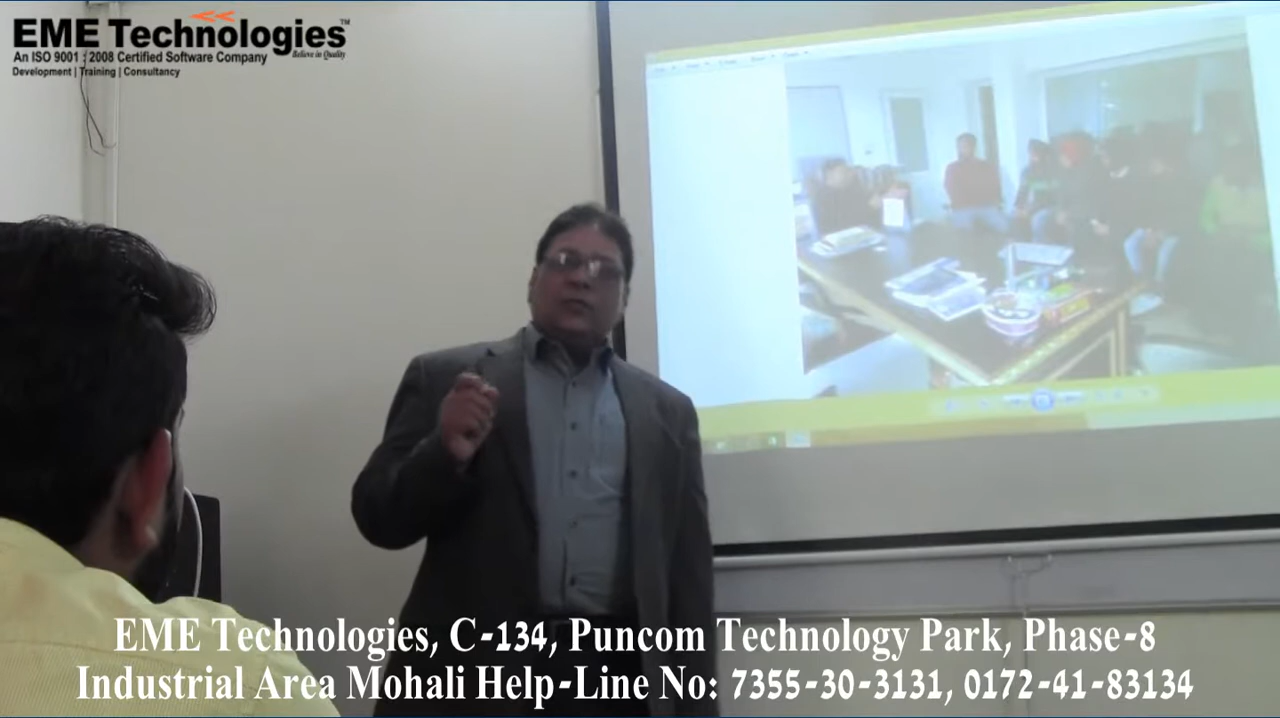 EME Technologies™
Believe in Quality
An ISO 9001 : 2008 Certified Software Company
Development | Training | Consultancy
EME Technologies, C-134, Puncom Technology Park, Phase-8
Industrial Area Mohali Help-Line No: 7355-30-3131, 0172-41-83134